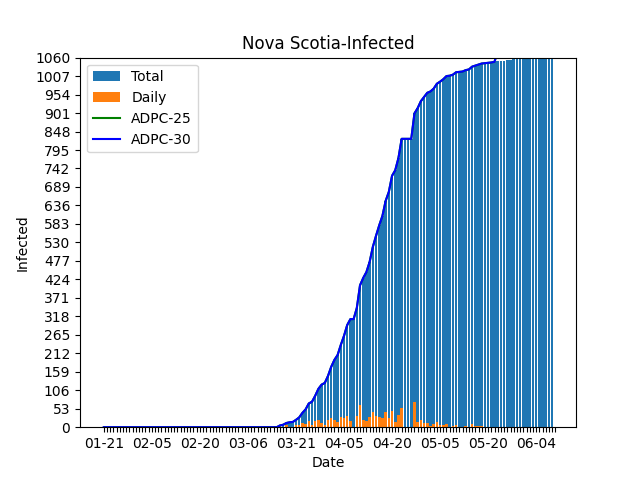 Nova Scotia-Infected
1060
1007
954
901
848
795
742
689
636
583
530
477
424
371
318
265
212
159
106
53
0
Infected
Total
Daily
ADPC-25
ADPC-30
01-21 02-05 02-20 03-06 03-21 04-05 04-20 05-05 05-20 06-04
Date